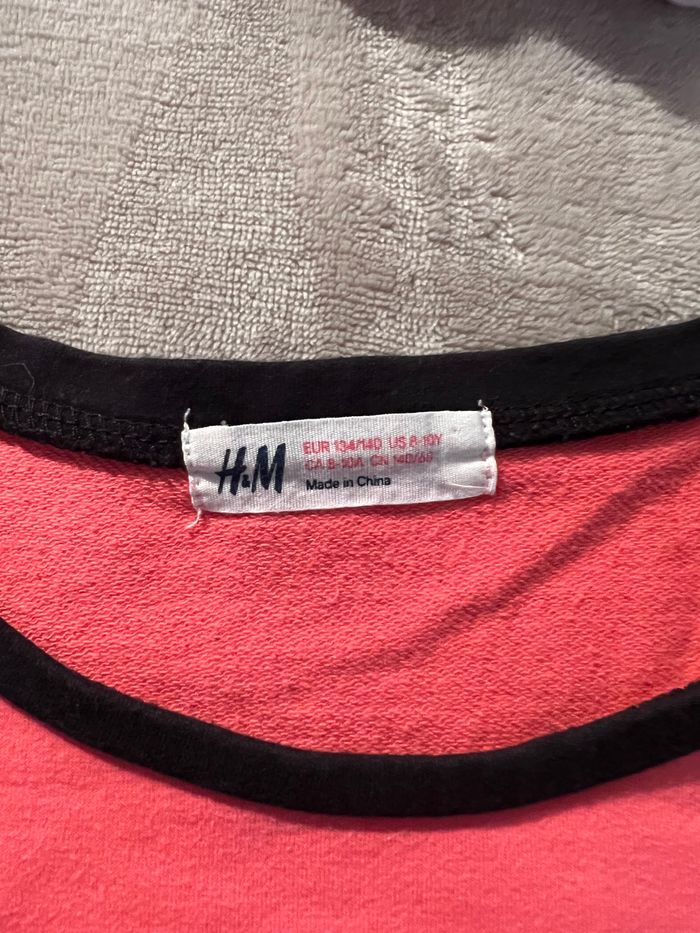 H&M
EUR 134/140 US 8-10Y
CA 8-10A CN 140/68
Made in China